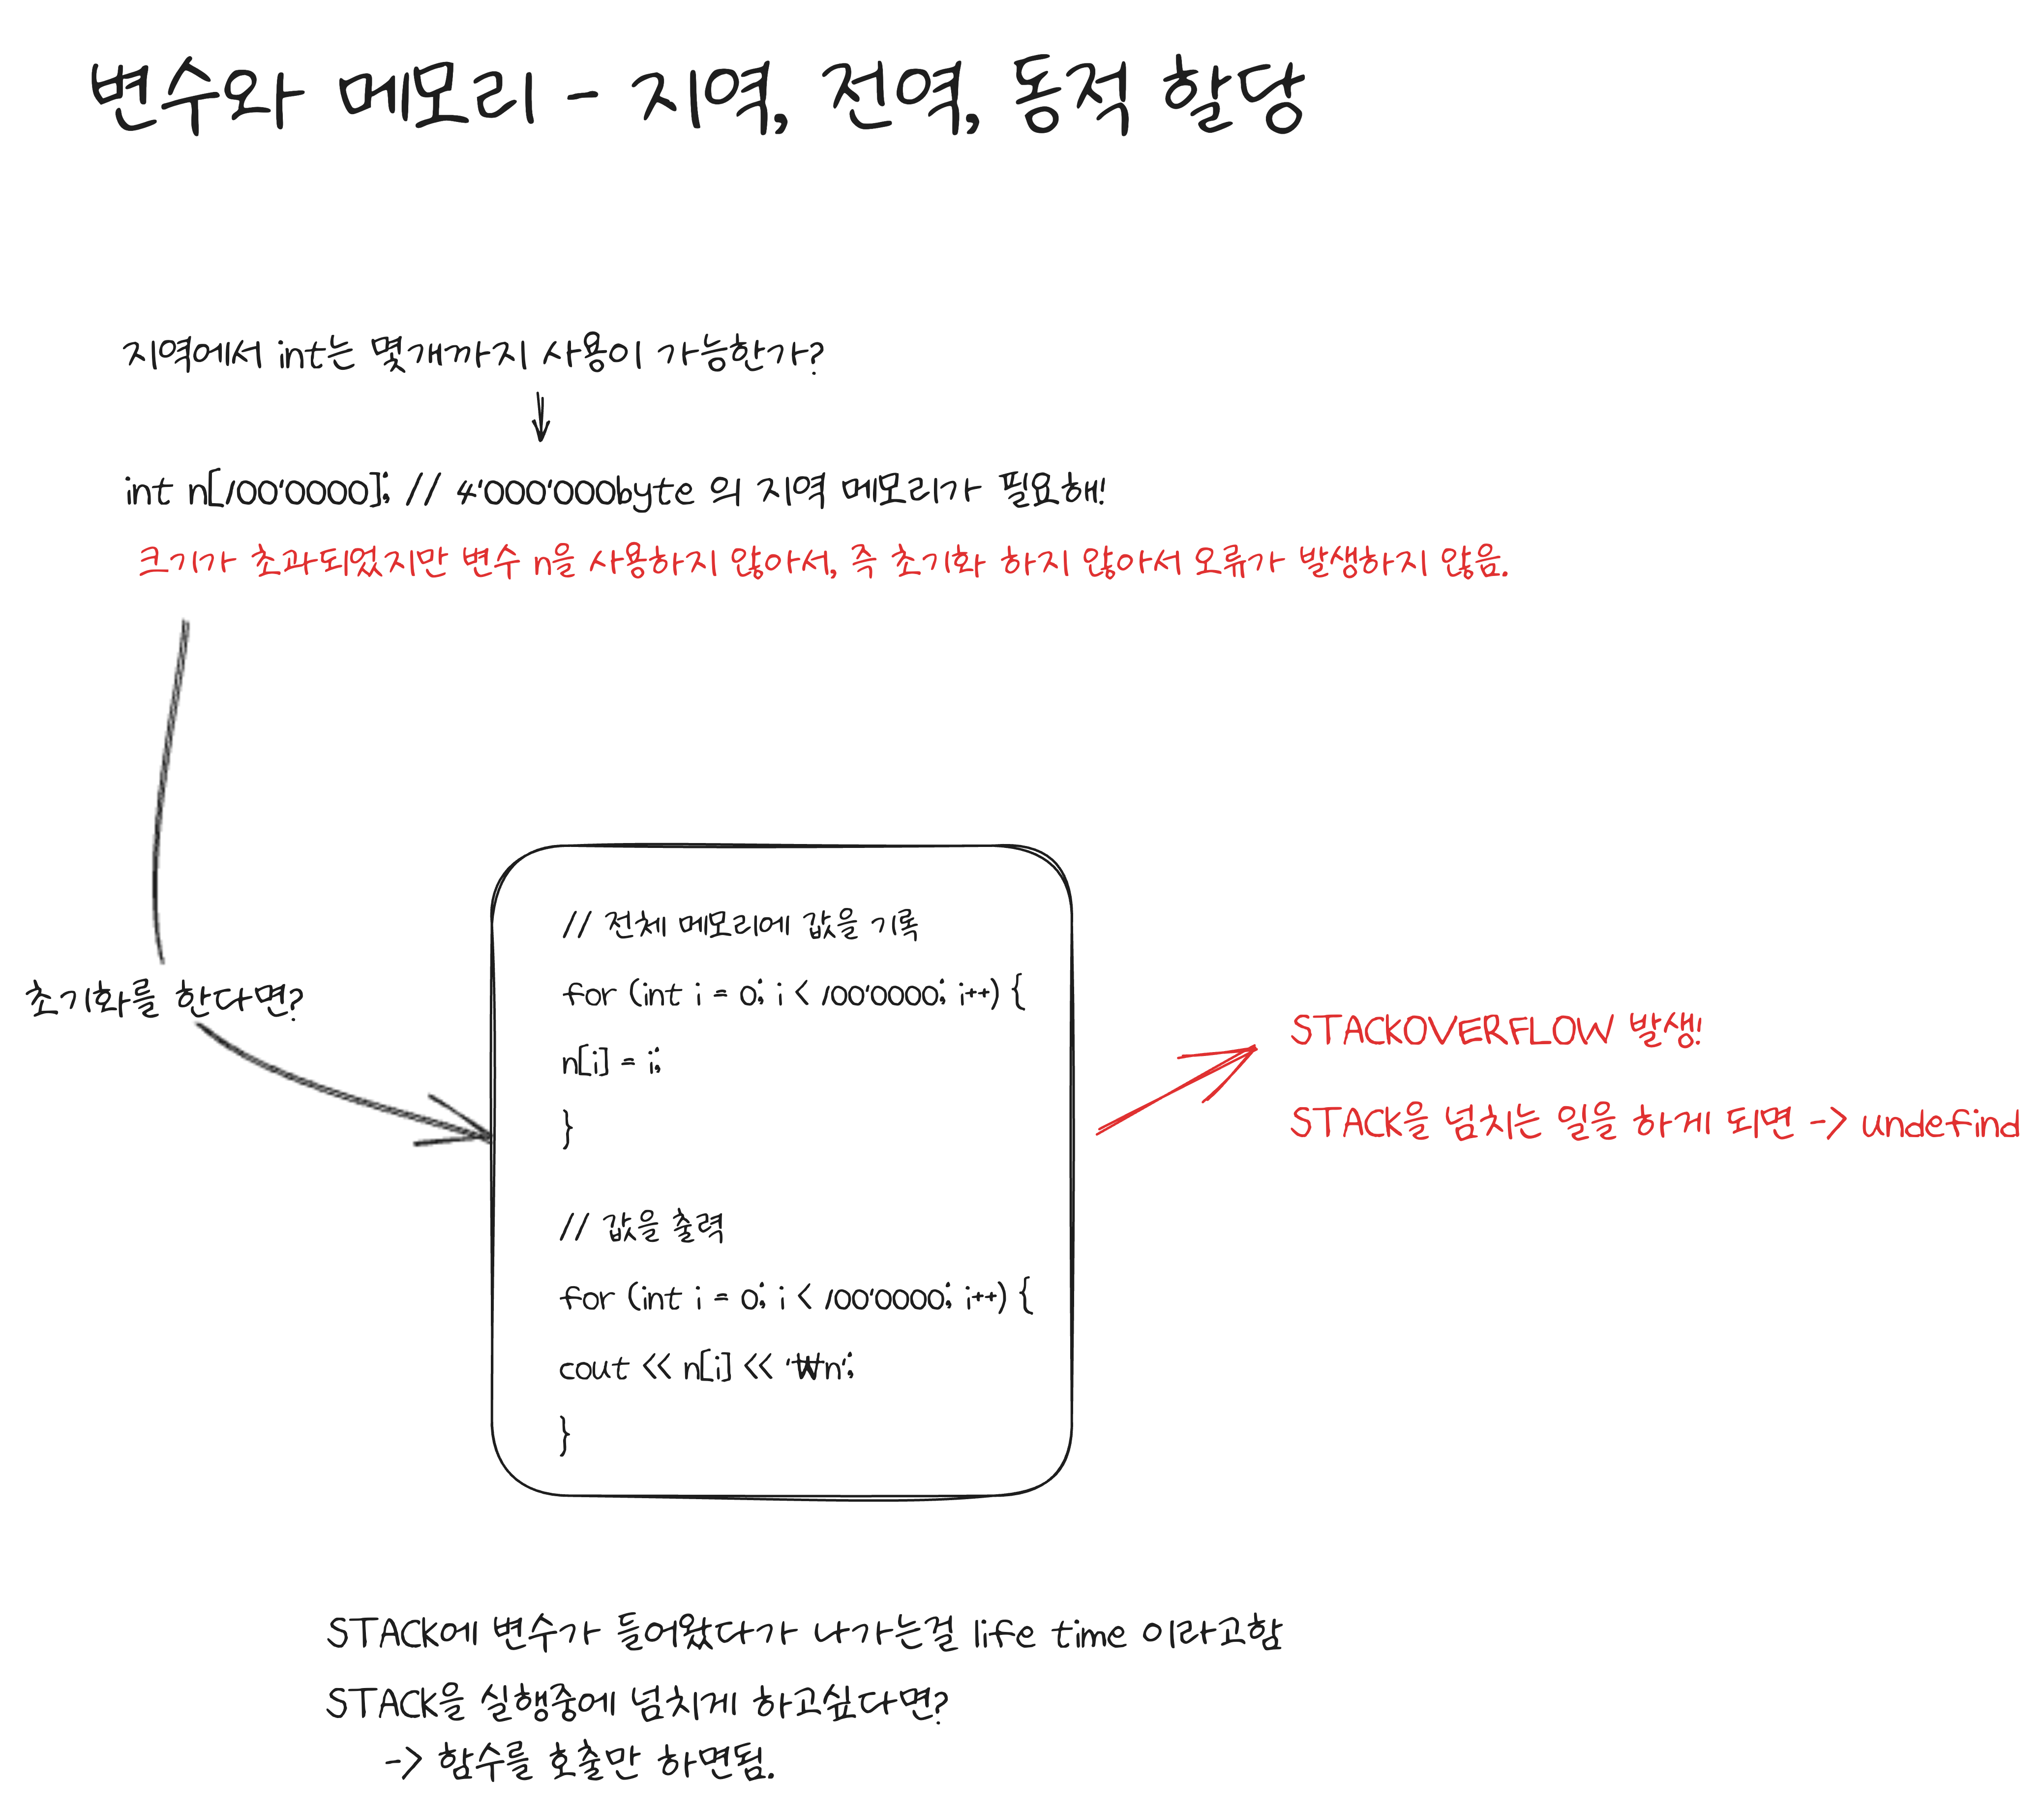 변수와 메모리 - 지역, 전역, 동적 할당
지역에서 int는 몇개까지 사용이 가능한가?
int n[100'0000]; // 4'000'000byte 의 지역 메모리가 필요해!
크기가 초과되었지만 변수 n을 사용하지 않아서, 즉 초기화 하지 않아서 오류가 발생하지 않음.
초기화를 한다면?
// 전체 메모리에 값을 기록
for (int i = 0; i < 100'0000; i++) {
n[i] = i;
}
// 값을 출력
for (int i = 0; i < 100'0000; i++) {
cout << n[i] << '₩n';
}
STACKOVERFLOW 발생!
STACK을 넘치는 일을 하게 되면 -> undefind
STACK에 변수가 들어왔다가 나가는걸 life time 이라고함
STACK을 실행중에 넘치게 하고싶다면?
-> 함수를 호출만 하면됨.